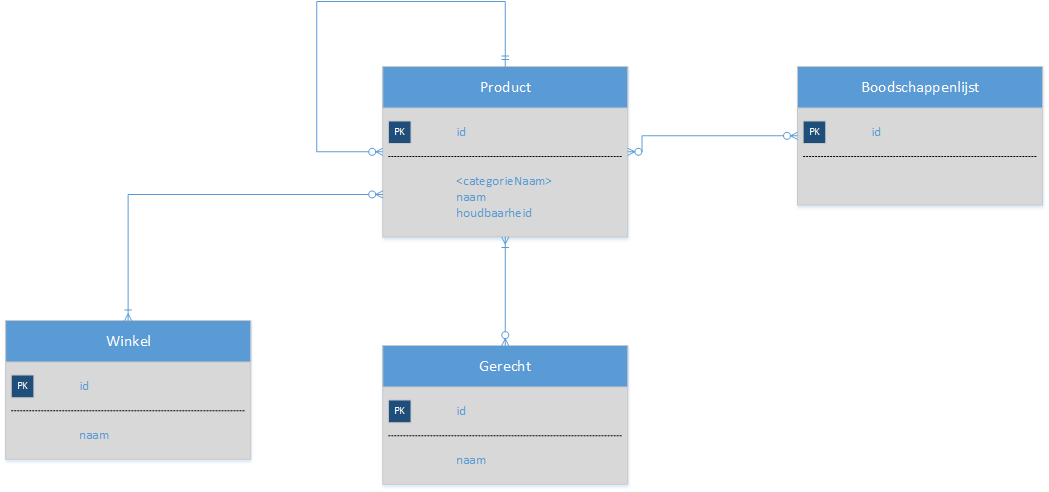 Product
PK id
<categorieNaam>
naam
houdbaarheid
Boodschappenlijst
PK id
Winkel
PK id
naam
Gerecht
PK id
naam